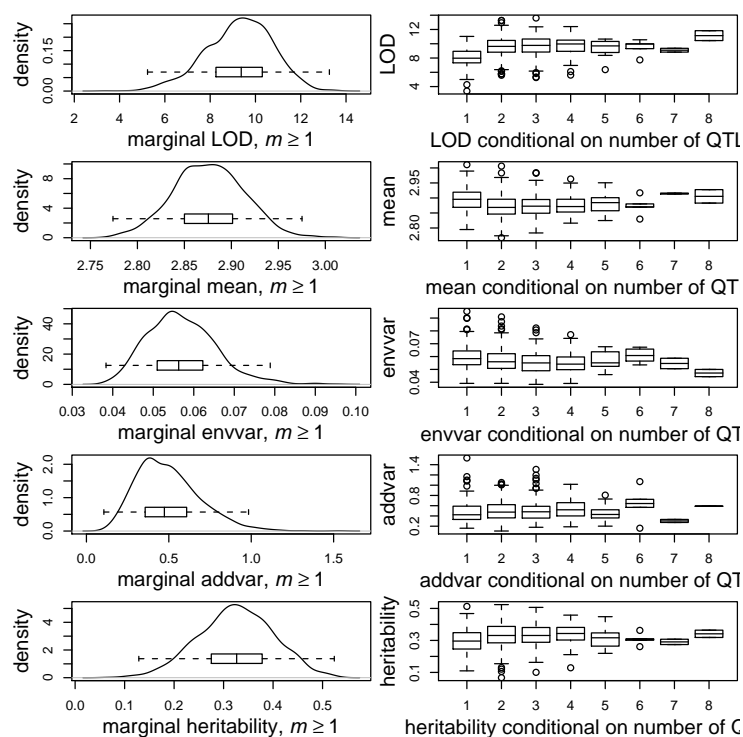 density
0.00 0.15
2 4 6 8 10 12 14
marginal LOD, m ≥ 1
LOD
4 8 12
1 2 3 4 5 6 7 8
LOD conditional on number of QTL
density
0 4 8
2.75 2.80 2.85 2.90 2.95 3.00
marginal mean, m ≥ 1
mean
2.80 2.95
1 2 3 4 5 6 7 8
mean conditional on number of QT
density
0 20 40
0.03 0.04 0.05 0.06 0.07 0.08 0.09 0.10
marginal envvar, m ≥ 1
envvar
0.04 0.07
1 2 3 4 5 6 7 8
envvar conditional on number of QT
density
0.0 1.0 2.0
0.0 0.5 1.0 1.5
marginal addvar, m ≥ 1
addvar
0.2 0.8 1.4
1 2 3 4 5 6 7 8
addvar conditional on number of QT
density
0 2 4
0.0 0.1 0.2 0.3 0.4 0.5
marginal heritability, m ≥ 1
heritability
0.1 0.3 0.5
1 2 3 4 5 6 7 8
heritability conditional on number of Q